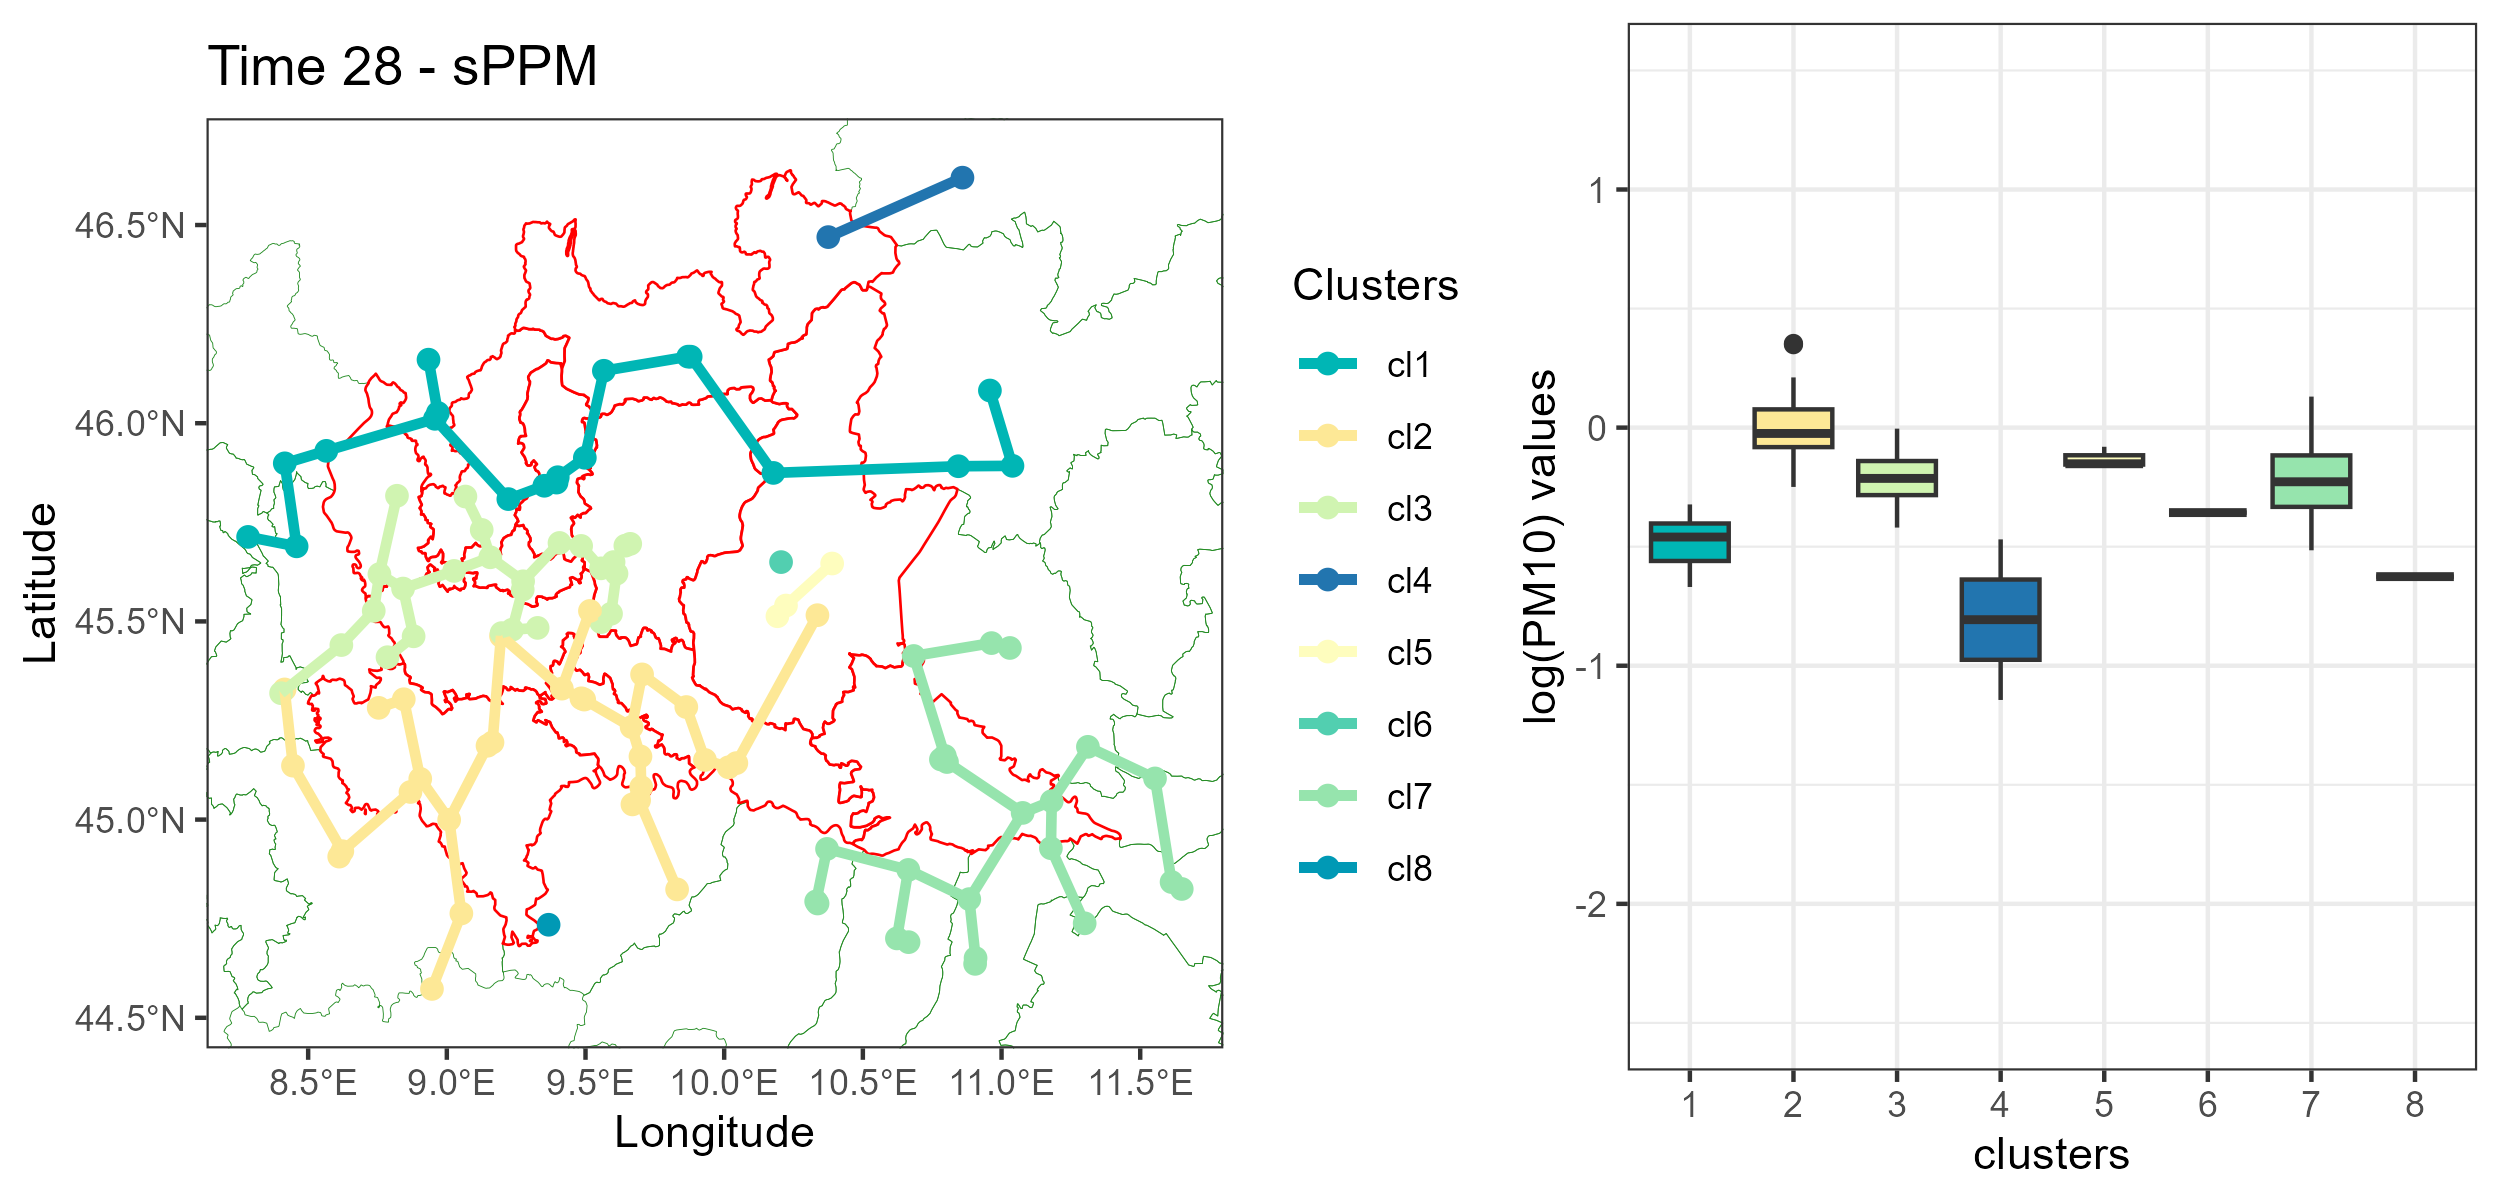 Time 28 - sPPM
46.5°N
46.0°N
45.5°N
45.0°N
44.5°N
Latitude
8.5°E 9.0°E 9.5°E 10.0°E 10.5°E 11.0°E 11.5°E
Longitude
Clusters
cl1
cl2
cl3
cl4
cl5
cl6
cl7
cl8
1
0
-1
-2
log(PM10) values
1 2 3 4 5 6 7 8
clusters